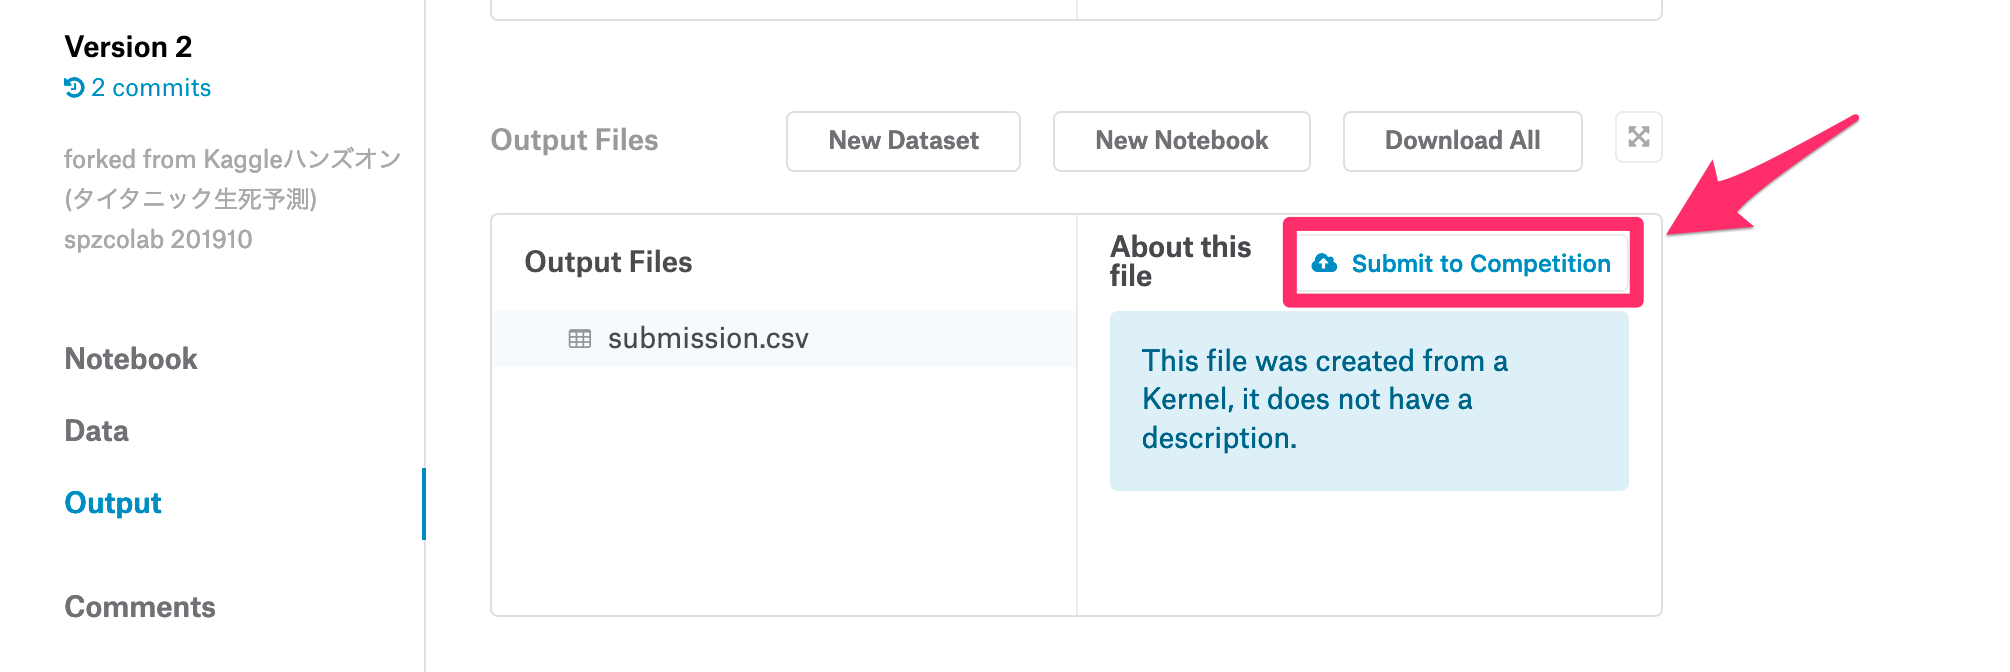 Version 2
2 commits
forked from Kaggleハンズオン
(タイタニック生死予測)
spzcolab 201910
Notebook
Data
Output
Comments
Output Files
New Dataset
New Notebook
Download All
Output Files
submission.csv
About this
file
Submit to Competition
This file was created from a
Kernel, it does not have a
description.